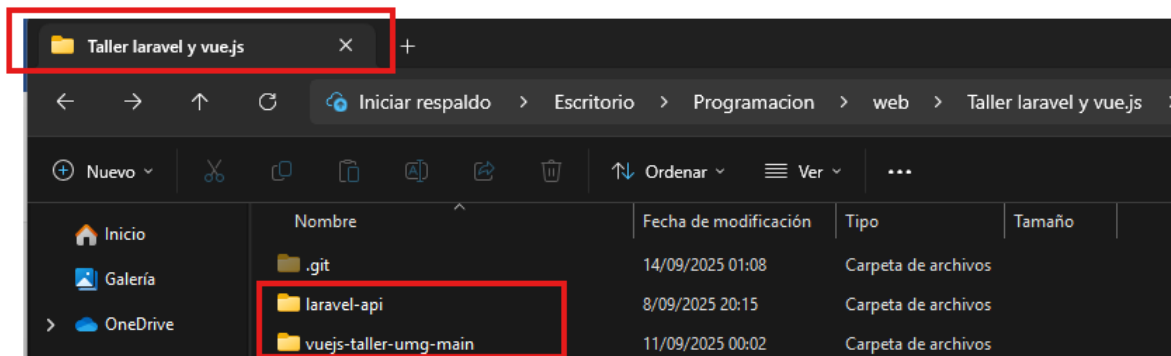 Taller laravel y vue.js
Iniciar respaldo > Escritorio > Programacion > web > Taller laravel y vue.js >
Nuevo Ordenar Ver ...
Nombre Fecha de modificación Tipo Tamaño
Inicio
.git 14/09/2025 01:08 Carpeta de archivos
Galería
laravel-api 8/09/2025 20:15 Carpeta de archivos
OneDrive
vuejs-taller-umg-main 11/09/2025 00:02 Carpeta de archivos